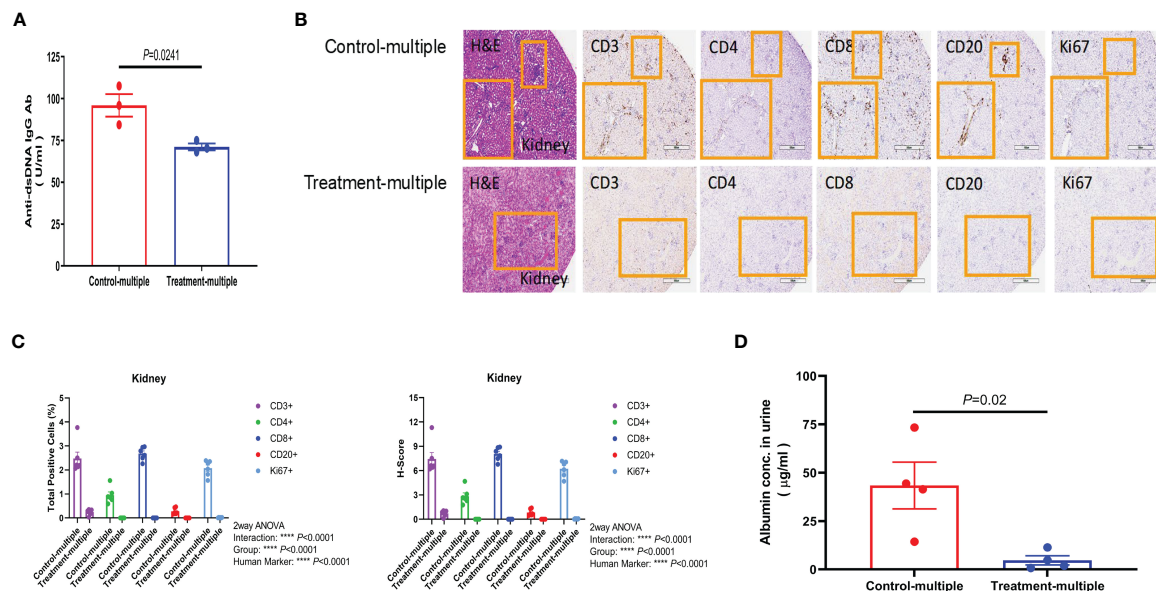 A
P=0.0241
Anti-dsDNA IgG Ab
( U/ml )
125
100
75
50
25
0
Control-multiple
Treatment-multiple
B
Control-multiple
H&E
Kidney
CD3
CD4
CD8
CD20
Ki67
Treatment-multiple
H&E
Kidney
CD3
CD4
CD8
CD20
Ki67
C
Kidney
Total Positive Cells (%)
5
4
3
2
1
0
Control-multiple
Treatment-multiple
Control-multiple
Treatment-multiple
Control-multiple
Treatment-multiple
Control-multiple
Treatment-multiple
Control-multiple
Treatment-multiple
CD3+
CD4+
CD8+
CD20+
Ki67+
2way ANOVA
Interaction: **** P<0.0001
Group: **** P<0.0001
Human Marker: **** P<0.0001
Kidney
H-Score
15
12
9
6
3
0
Control-multiple
Treatment-multiple
Control-multiple
Treatment-multiple
Control-multiple
Treatment-multiple
Control-multiple
Treatment-multiple
Control-multiple
Treatment-multiple
CD3+
CD4+
CD8+
CD20+
Ki67+
2way ANOVA
Interaction: **** P<0.0001
Group: **** P<0.0001
Human Marker: **** P<0.0001
D
P=0.02
Albumin conc. in urine
( μg/ml )
100
75
50
25
0
Control-multiple
Treatment-multiple